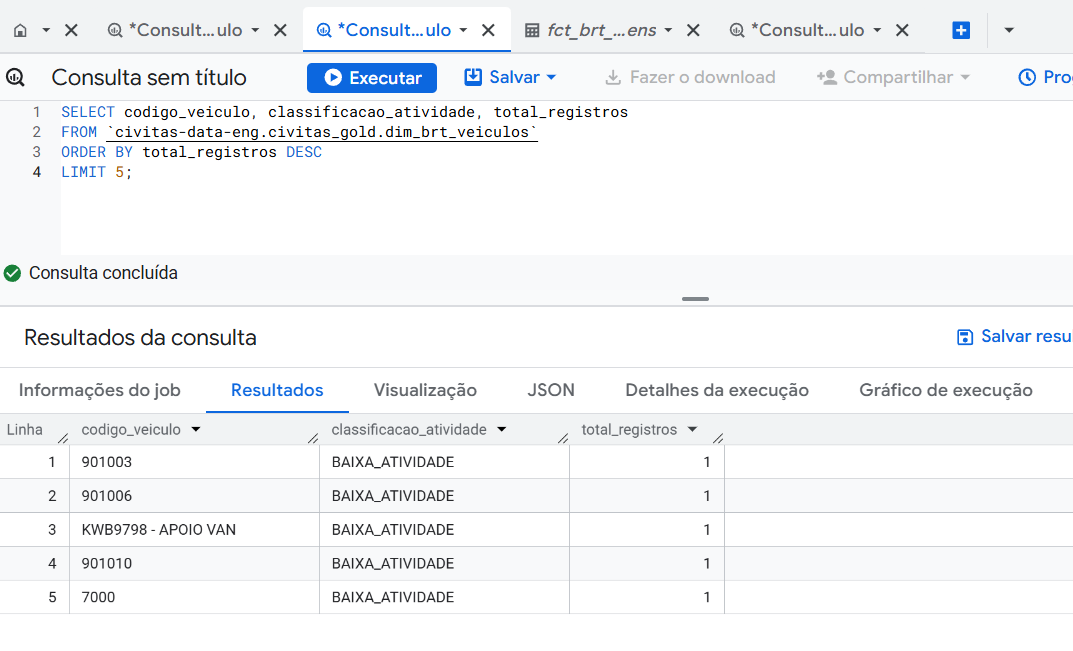 *Consult...ulo
*Consult...ulo
fct_brt_...ens
*Consult...ulo
Consulta sem título
Executar
Salvar
Fazer o download
Compartilhar
Pro
1 SELECT codigo_veiculo, classificacao_atividade, total_registros
2 FROM `civitas-data-eng.civitas_gold.dim_brt_veiculos`
3 ORDER BY total_registros DESC
4 LIMIT 5;
Consulta concluída
Resultados da consulta
Salvar resu
Informações do job
Resultados
Visualização
JSON
Detalhes da execução
Gráfico de execução
Linha codigo_veiculo classificacao_atividade total_registros
1 901003 BAIXA_ATIVIDADE 1
2 901006 BAIXA_ATIVIDADE 1
3 KWB9798 - APOIO VAN BAIXA_ATIVIDADE 1
4 901010 BAIXA_ATIVIDADE 1
5 7000 BAIXA_ATIVIDADE 1